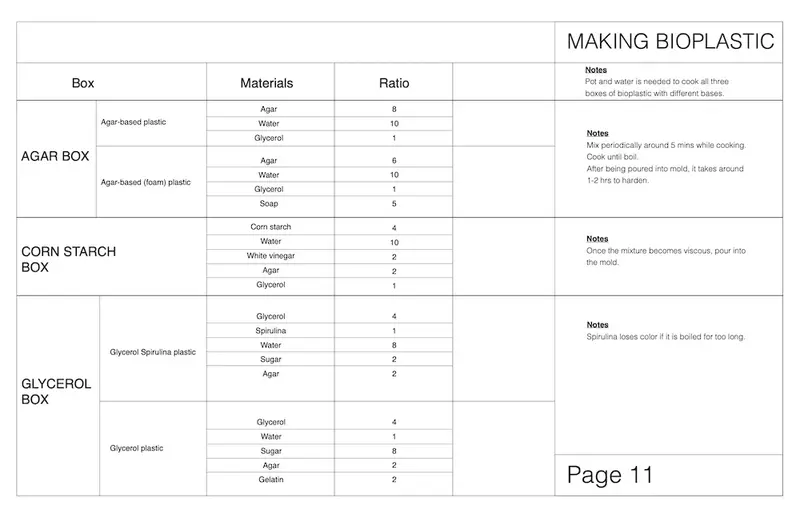 MAKING BIOPLASTIC
Box Materials Ratio
Notes
Pot and water is needed to cook all three
boxes of bioplastic with different bases.
AGAR BOX
Agar-based plastic
Agar 8
Water 10
Glycerol 1
Agar-based (foam) plastic
Agar 6
Water 10
Glycerol 1
Soap 5
Notes
Mix periodically around 5 mins while cooking.
Cook until boil.
After being poured into mold, it takes around
1-2 hrs to harden.
CORN STARCH
BOX
Corn starch 4
Water 10
White vinegar 2
Agar 2
Glycerol 1
Notes
Once the mixture becomes viscous, pour into
the mold.
GLYCEROL
BOX
Glycerol Spirulina plastic
Glycerol 4
Spirulina 1
Water 8
Sugar 2
Agar 2
Glycerol plastic
Glycerol 4
Water 1
Sugar 8
Agar 2
Gelatin 2
Notes
Spirulina loses color if it is boiled for too long.
Page 11